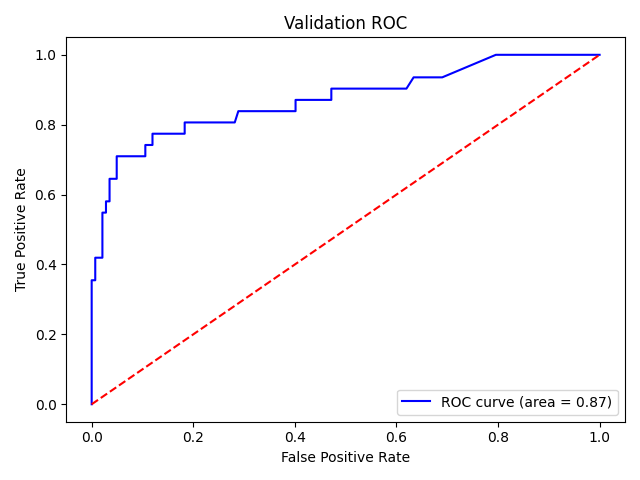 Validation ROC
1.0
0.8
0.6
0.4
0.2
0.0
True Positive Rate
0.0 0.2 0.4 0.6 0.8 1.0
False Positive Rate
ROC curve (area = 0.87)